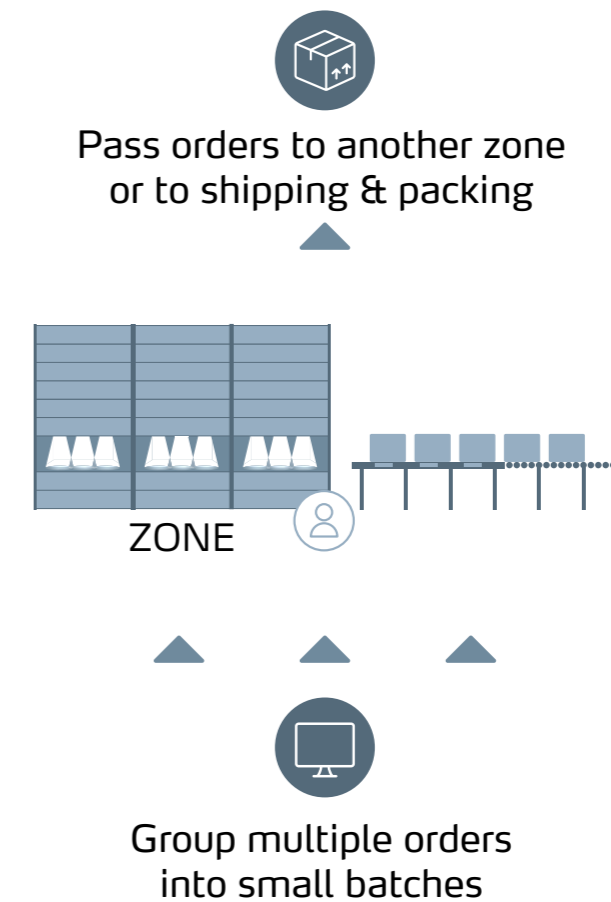 Pass orders to another zone
or to shipping & packing
ZONE
Group multiple orders
into small batches